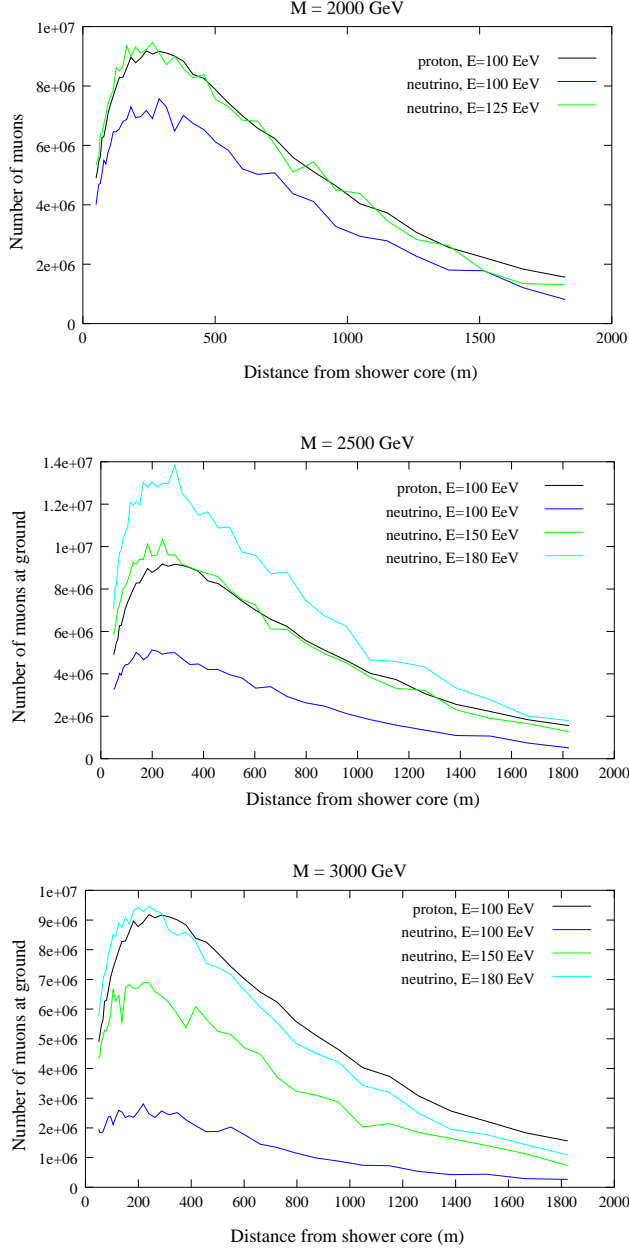 M = 2000 GeV
1e+07
8e+06
6e+06
4e+06
2e+06
0
Number of muons
proton, E=100 EeV
neutrino, E=100 EeV
neutrino, E=125 EeV
500 1000 1500 2000
Distance from shower core (m)
M = 2500 GeV
1.4e+07
1.2e+07
1e+07
8e+06
6e+06
4e+06
2e+06
0
Number of muons at ground
proton, E=100 EeV
neutrino, E=100 EeV
neutrino, E=150 EeV
neutrino, E=180 EeV
0 200 400 600 800 1000 1200 1400 1600 1800 2000
Distance from shower core (m)
M = 3000 GeV
1e+07
9e+06
8e+06
7e+06
6e+06
5e+06
4e+06
3e+06
2e+06
1e+06
0
Number of muons at ground
proton, E=100 EeV
neutrino, E=100 EeV
neutrino, E=150 EeV
neutrino, E=180 EeV
0 200 400 600 800 1000 1200 1400 1600 1800 2000
Distance from shower core (m)